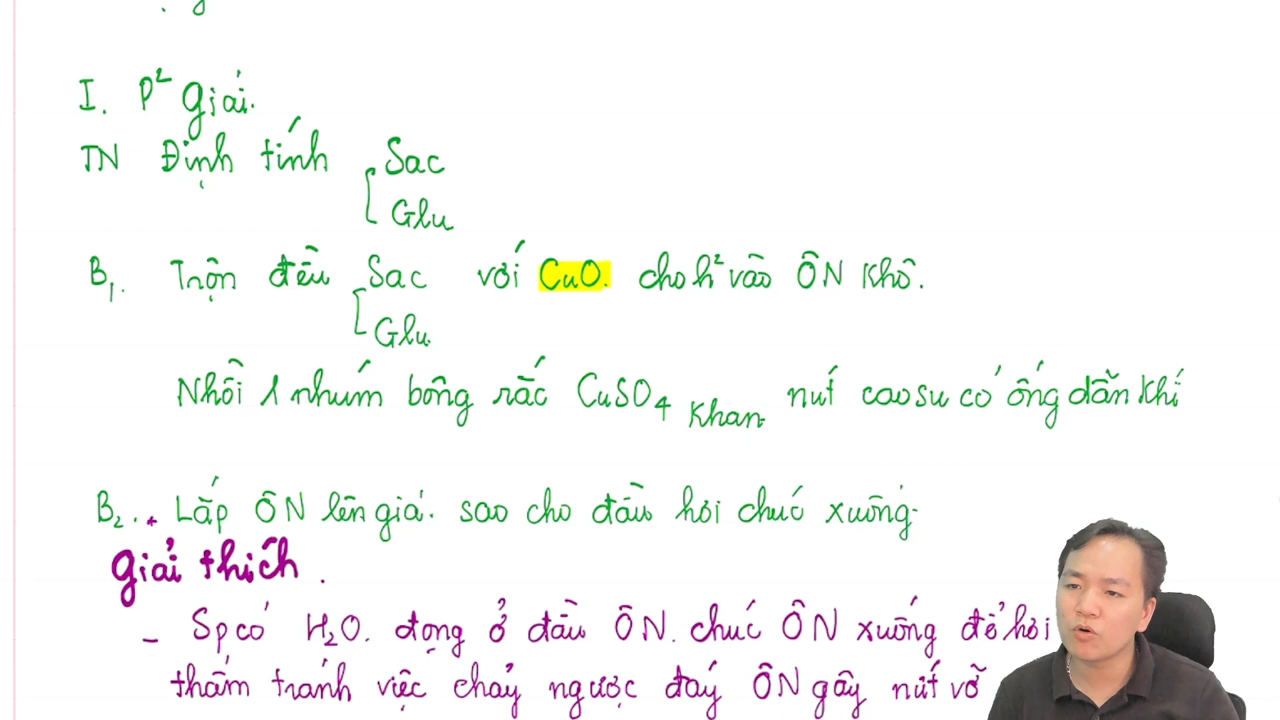 I. P² giải.
TN Định tính [ Sac
Glu
B₁. Trộn đều [ Sac với CuO. cho h² vào ÔN khô.
Glu.
Nhồi 1 nhúm bông rắc CuSO₄ khan. nút cao su có ống dẫn khí
B₂. * Lắp ÔN lên giá. sao cho đầu hơi chúc xuống.
giải thích.
- Sp có H₂O. đọng ở đầu ÔN. chúc ÔN xuống để hơi
thấm tránh việc chảy ngược đáy ÔN gây nứt vỡ